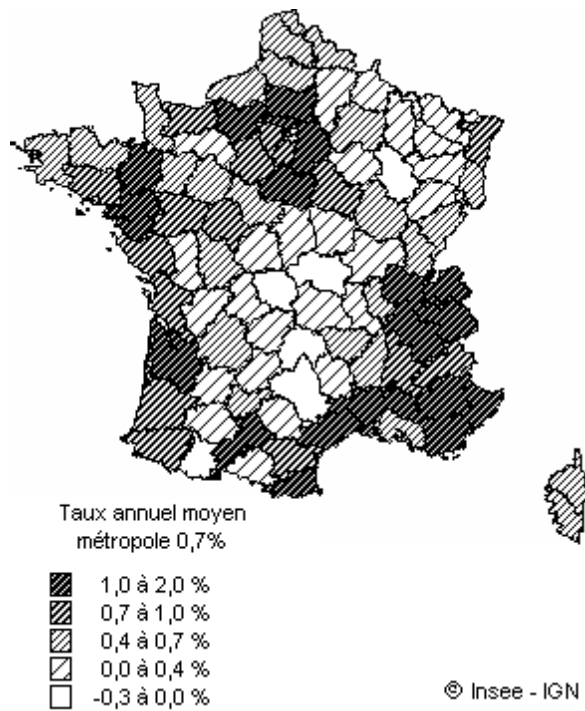 Taux annuel moyen
métropole 0,7%
1,0 à 2,0 %
0,7 à 1,0 %
0,4 à 0,7 %
0,0 à 0,4 %
-0,3 à 0,0 %
© Insee - IGN